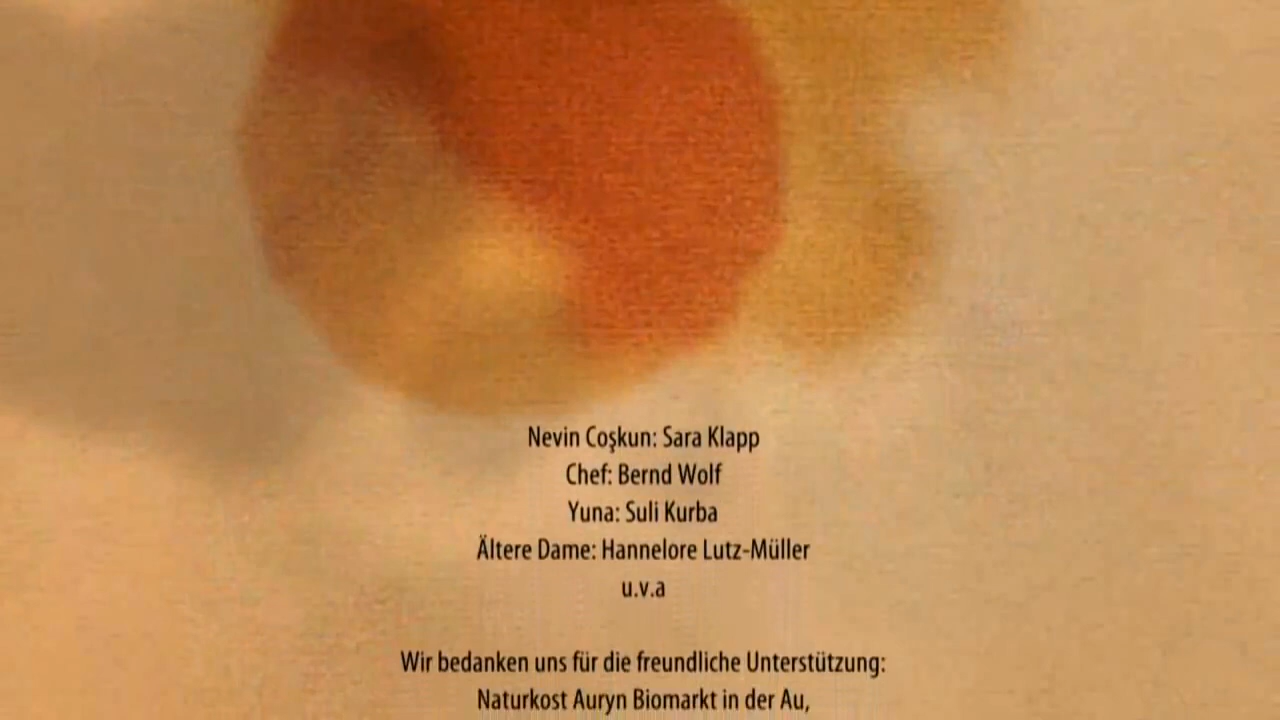 Nevin Coşkun: Sara Klapp
Chef: Bernd Wolf
Yuna: Suli Kurba
Ältere Dame: Hannelore Lutz-Müller
u.v.a
Wir bedanken uns für die freundliche Unterstützung:
Naturkost Auryn Biomarkt in der Au,